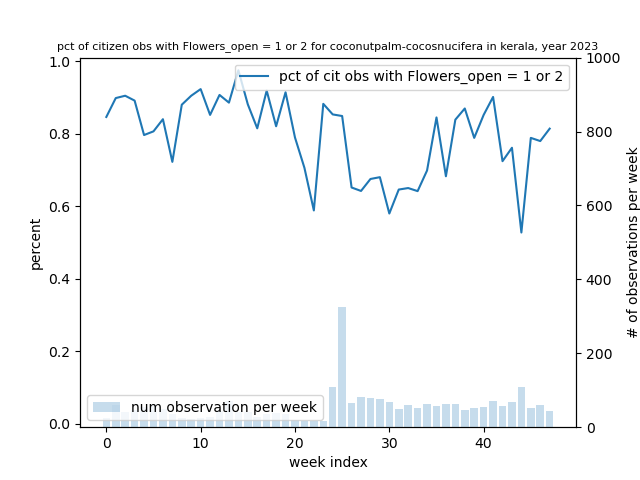 pct of citizen obs with Flowers_open = 1 or 2 for coconutpalm-cocosnucifera in kerala, year 2023
pct of cit obs with Flowers_open = 1 or 2
num observation per week
percent
# of observations per week
week index
1.0
0.8
0.6
0.4
0.2
0.0
1000
800
600
400
200
0
0 10 20 30 40